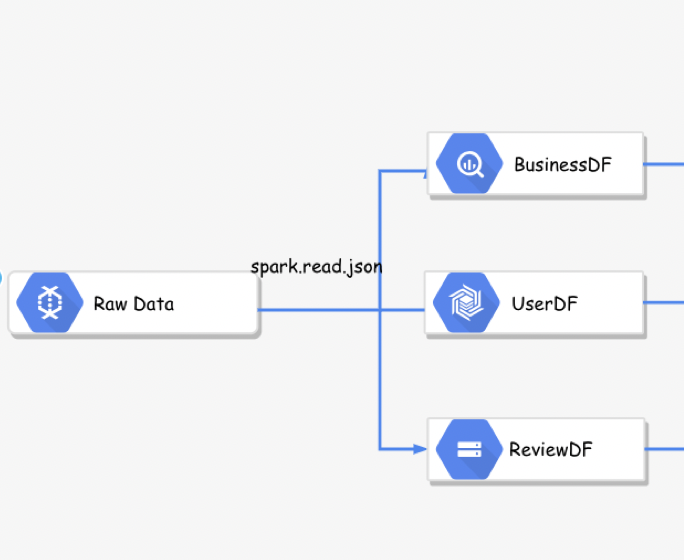 BusinessDF
spark.read.json
Raw Data
UserDF
ReviewDF